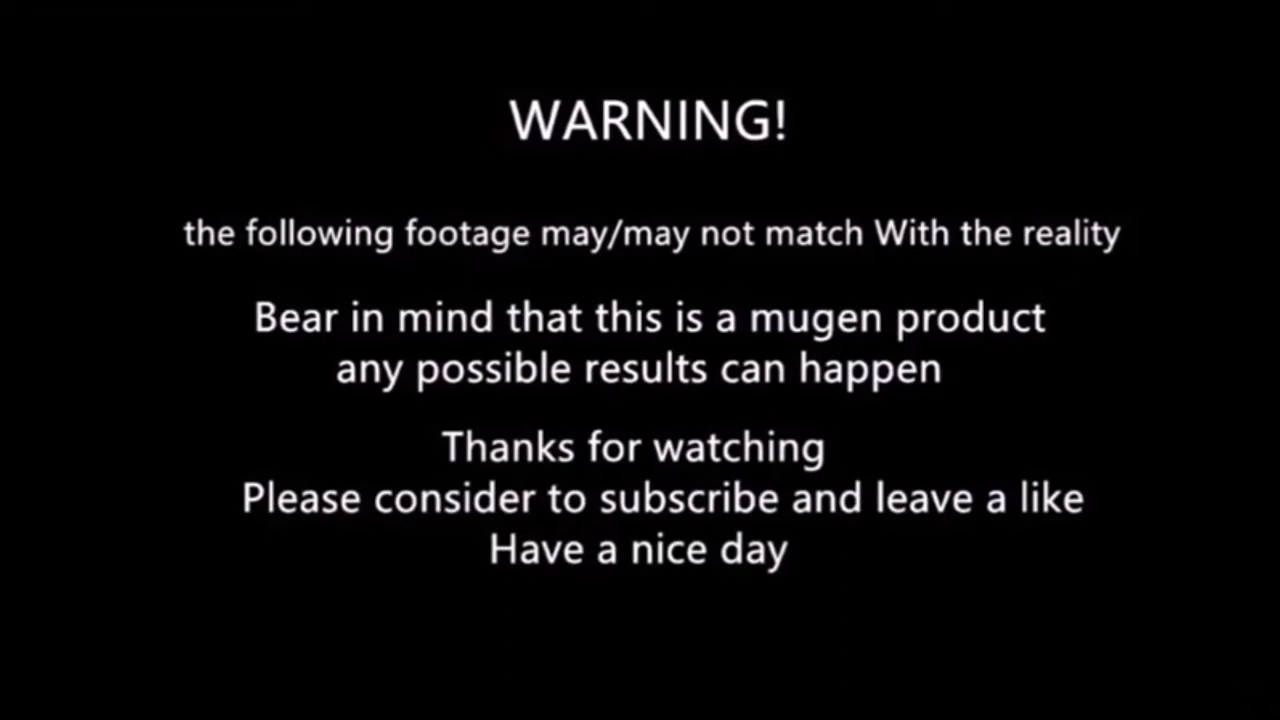 WARNING!
the following footage may/may not match With the reality
Bear in mind that this is a mugen product
any possible results can happen
Thanks for watching
Please consider to subscribe and leave a like
Have a nice day